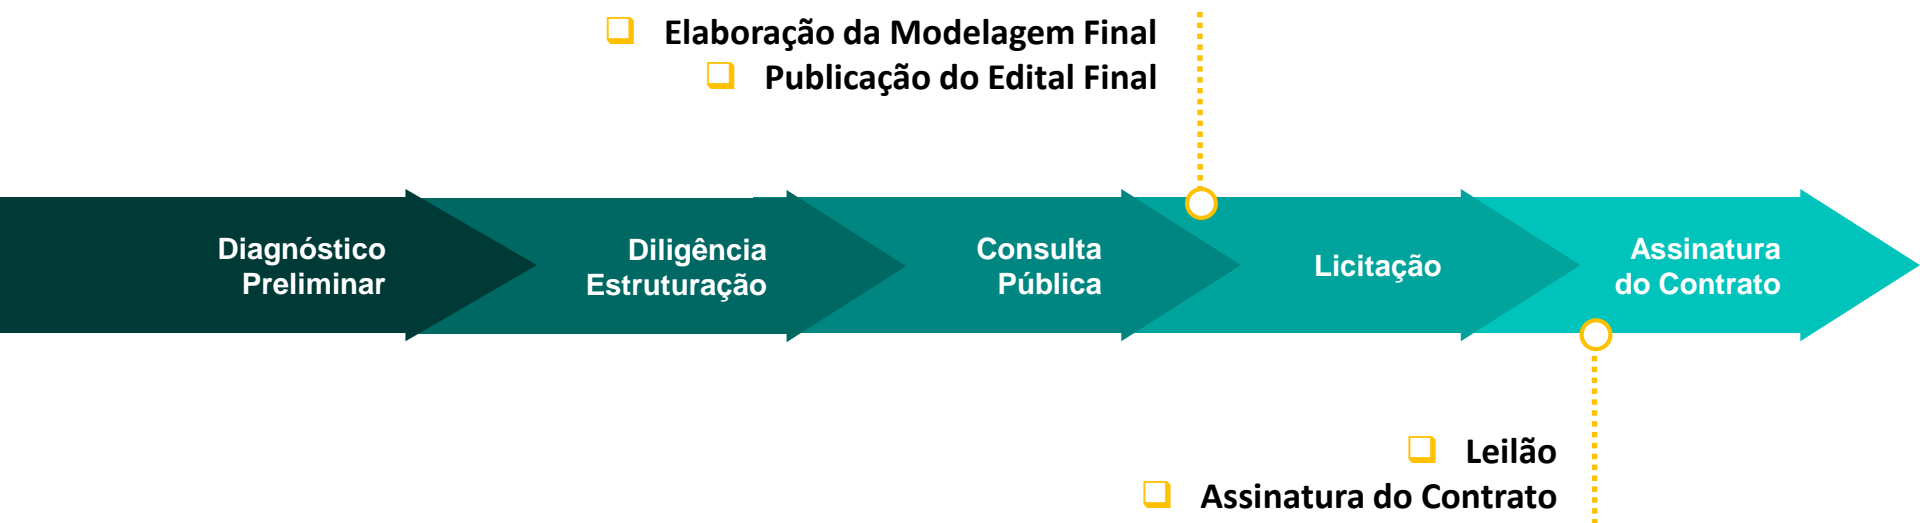 Elaboração da Modelagem Final
Publicação do Edital Final
Diagnóstico
Preliminar
Diligência
Estruturação
Consulta
Pública
Licitação
Assinatura
do Contrato
Leilão
Assinatura do Contrato